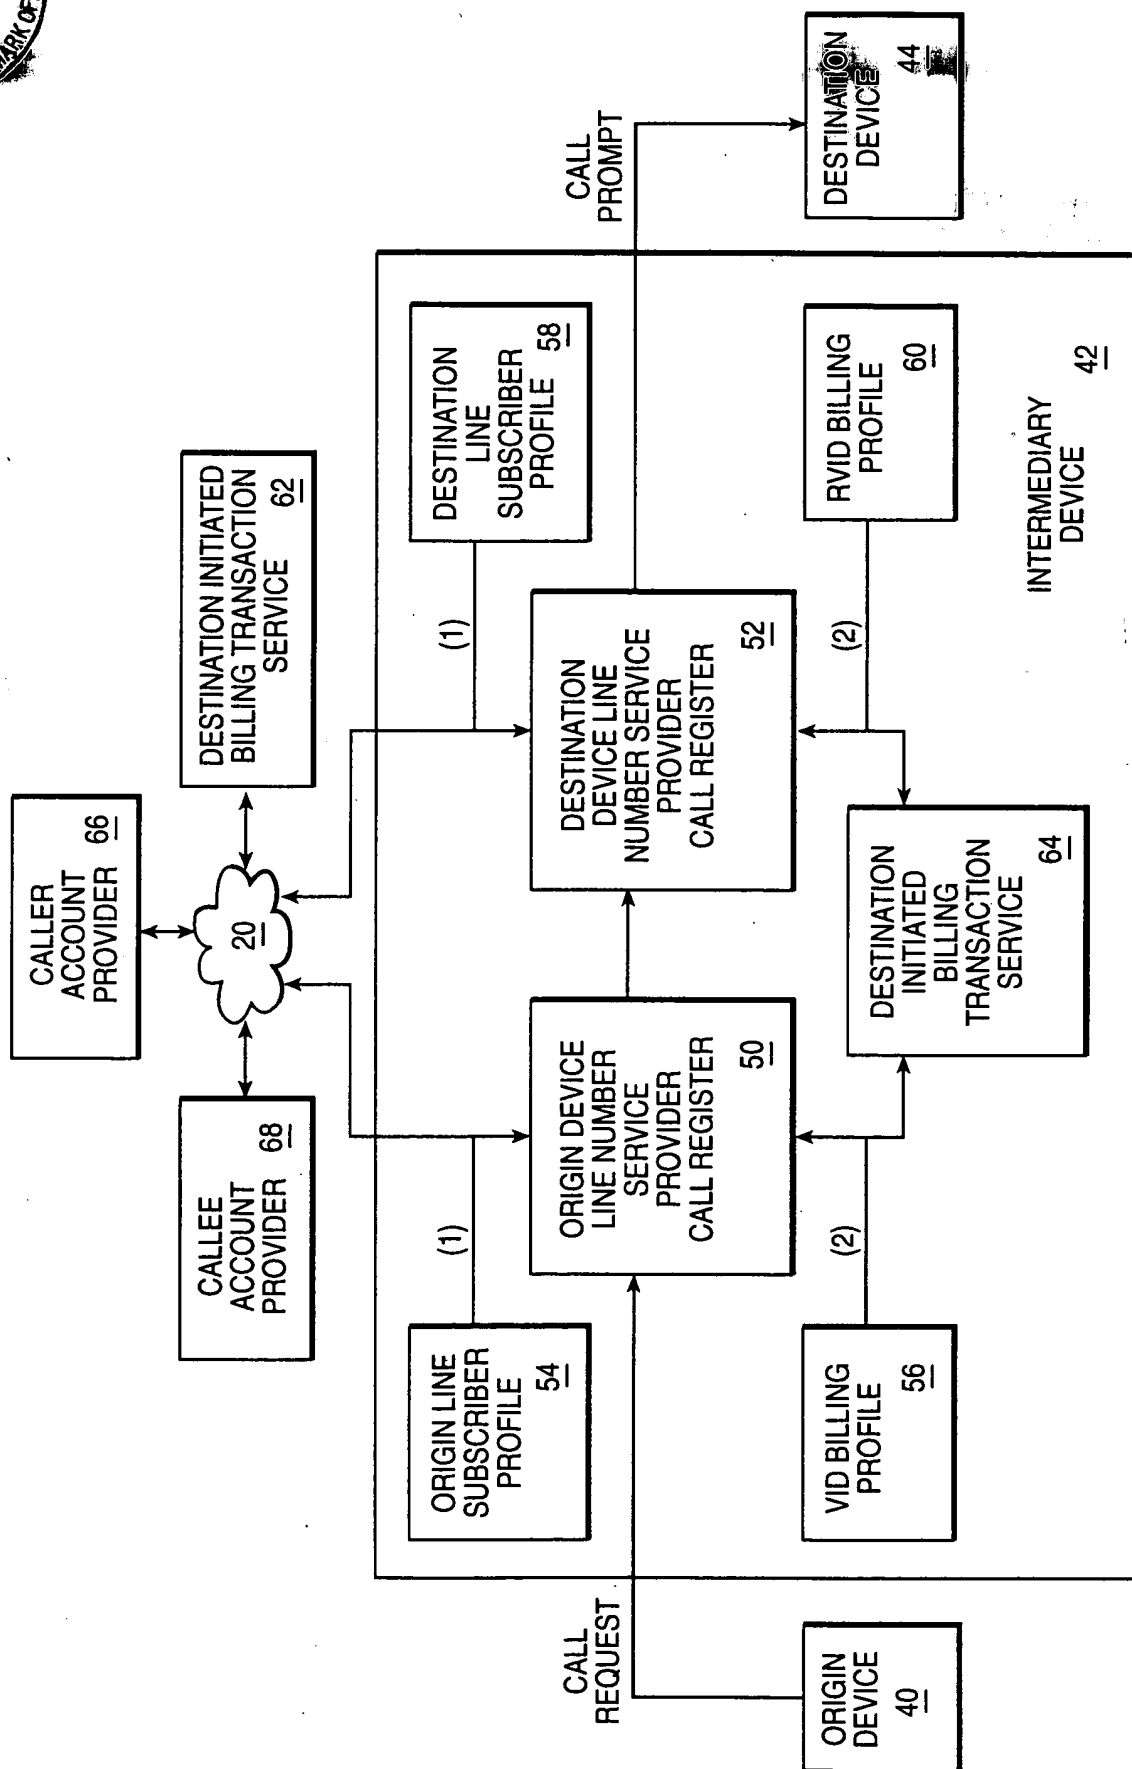 MARK OF
CALLER
ACCOUNT
PROVIDER 66
CALLEE
ACCOUNT
PROVIDER 68
20
DESTINATION INITIATED
BILLING TRANSACTION
SERVICE 62
ORIGIN LINE
SUBSCRIBER
PROFILE
54
(1)
(1)
DESTINATION
LINE
SUBSCRIBER
PROFILE 58
CALL
REQUEST
ORIGIN DEVICE
LINE NUMBER
SERVICE
PROVIDER
CALL REGISTER
50
DESTINATION
DEVICE LINE
NUMBER SERVICE
PROVIDER
CALL REGISTER
52
CALL
PROMPT
ORIGIN
DEVICE
40
VID BILLING
PROFILE
56
(2)
DESTINATION
INITIATED
BILLING
TRANSACTION
SERVICE
64
(2)
RVID BILLING
PROFILE
60
DESTINATION
DEVICE
44
INTERMEDIARY
DEVICE
42